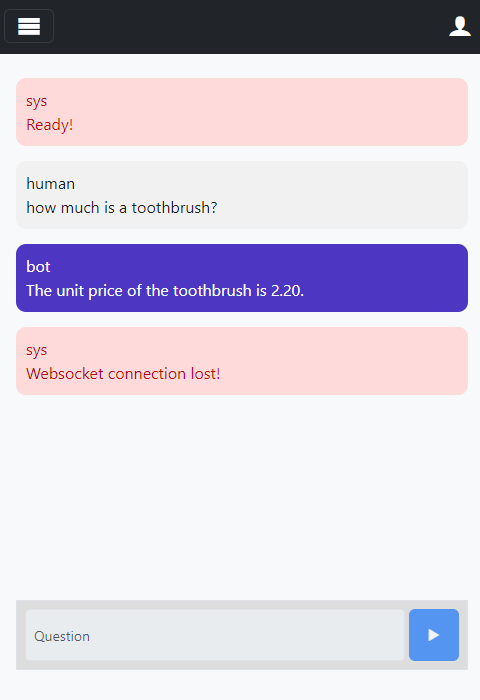 sys
Ready!
human
how much is a toothbrush?
bot
The unit price of the toothbrush is 2.20.
sys
Websocket connection lost!
Question